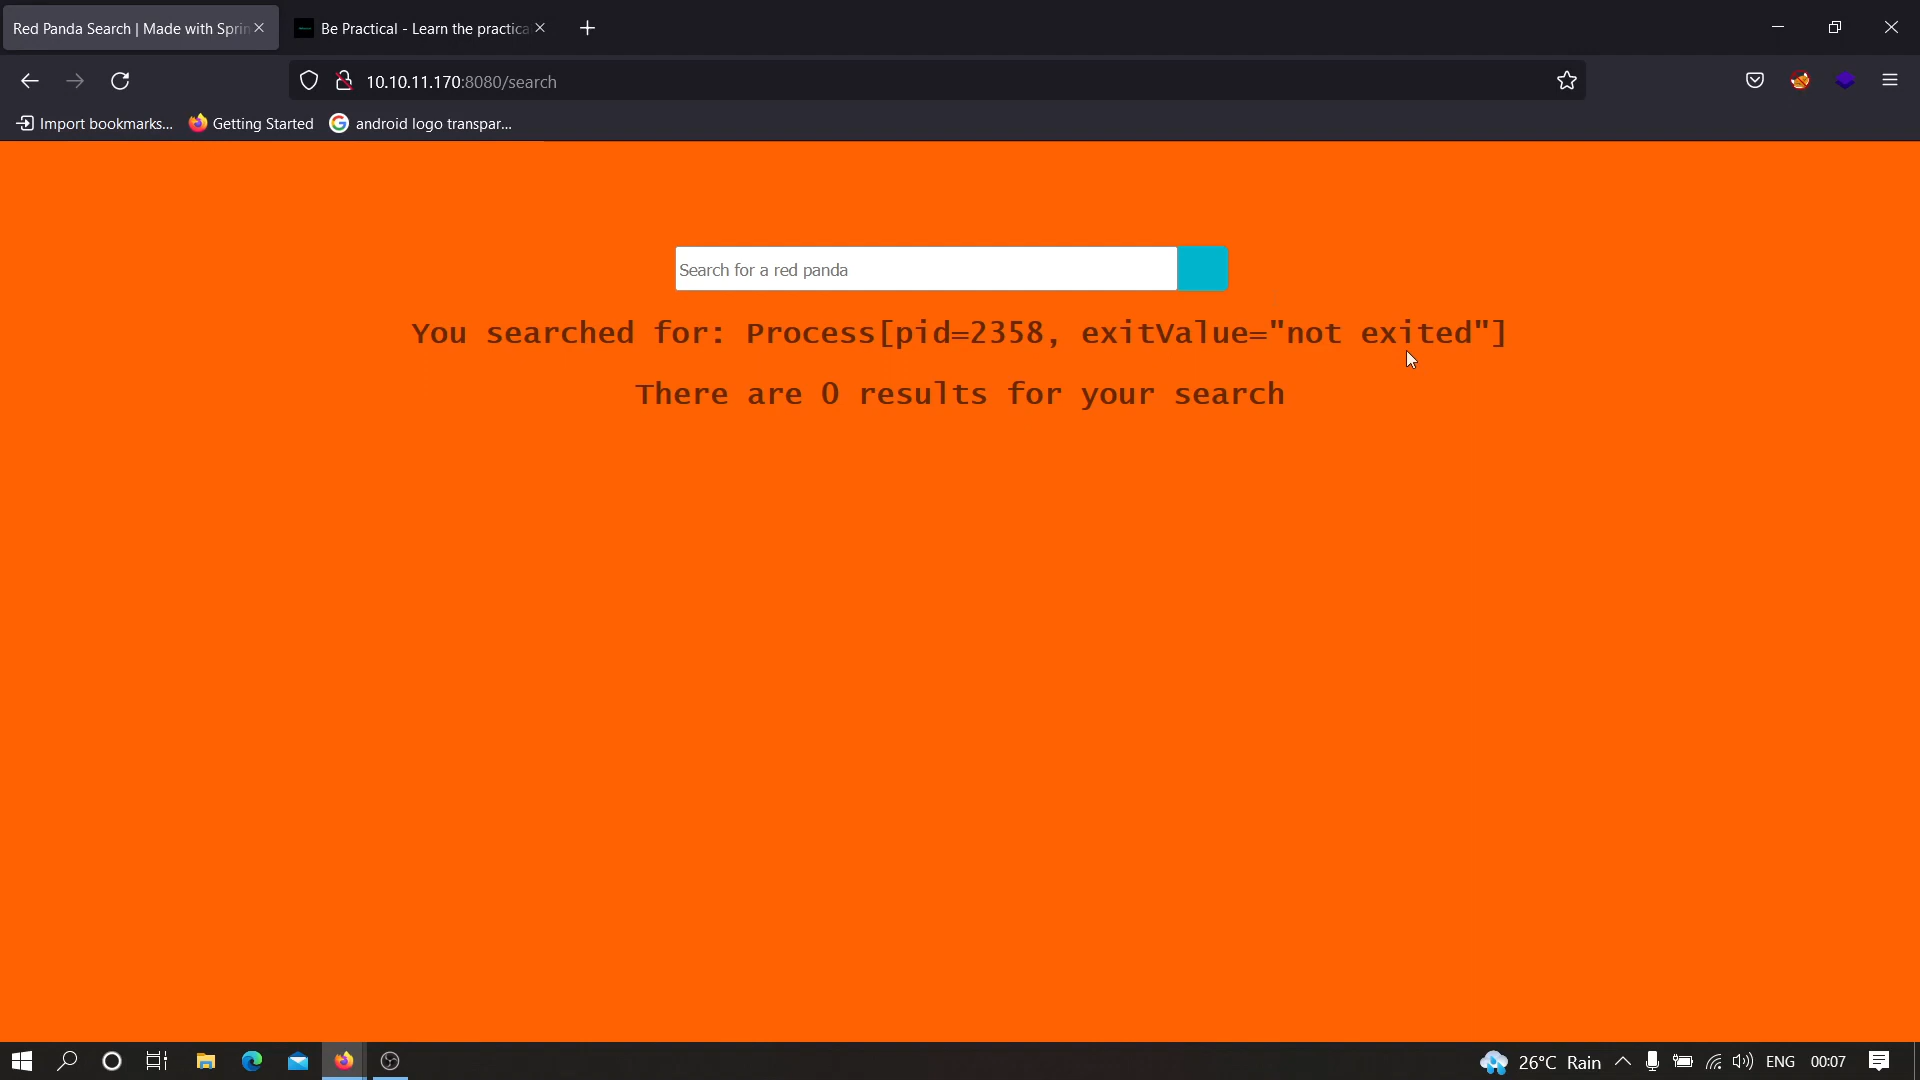 Red Panda Search | Made with Sprin
Be Practical - Learn the practica
10.10.11.170:8080/search
Import bookmarks...
Getting Started
android logo transpar...
Search for a red panda
You searched for: Process[pid=2358, exitValue="not exited"]
There are 0 results for your search
26°C Rain
ENG
00:07